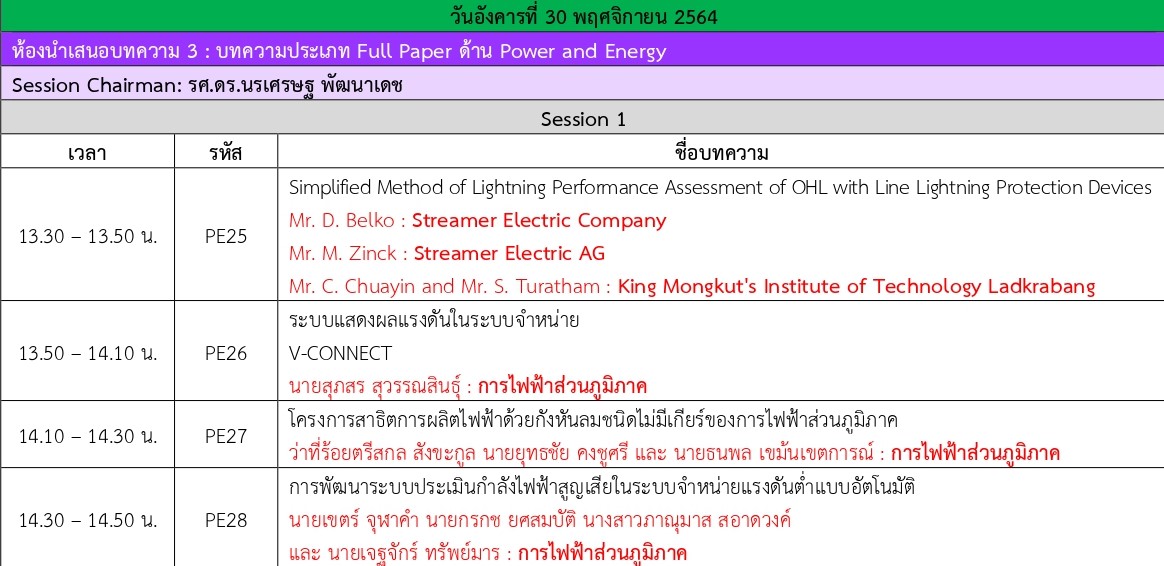 วันอังคารที่ 30 พฤศจิกายน 2564
ห้องนำเสนอบทความ 3 : บทความประเภท Full Paper ด้าน Power and Energy
Session Chairman: รศ.ดร.นรเศรษฐ พัฒนาเดช
Session 1
เวลา รหัส ชื่อบทความ
13.30 – 13.50 น. PE25
Simplified Method of Lightning Performance Assessment of OHL with Line Lightning Protection Devices
Mr. D. Belko : Streamer Electric Company
Mr. M. Zinck : Streamer Electric AG
Mr. C. Chuayin and Mr. S. Turatham : King Mongkut's Institute of Technology Ladkrabang
13.50 – 14.10 น. PE26
ระบบแสดงผลแรงดันในระบบจำหน่าย
V-CONNECT
นายสุภสร สุวรรณสินธุ์ : การไฟฟ้าส่วนภูมิภาค
14.10 – 14.30 น. PE27
โครงการสาธิตการผลิตไฟฟ้าด้วยกังหันลมชนิดไม่มีเกียร์ของการไฟฟ้าส่วนภูมิภาค
ว่าที่ร้อยตรีสกล สังขะกูล นายยุทธชัย คงชูศรี และ นายธนพล เขม้นเขตการณ์ : การไฟฟ้าส่วนภูมิภาค
14.30 – 14.50 น. PE28
การพัฒนาระบบประเมินกำลังไฟฟ้าสูญเสียในระบบจำหน่ายแรงดันต่ำแบบอัตโนมัติ
นายเขตร์ จุฬาคำ นายกรกช ยศสมบัติ นางสาวภาณุมาส สอาดวงค์
และ นายเจฐจักร์ ทรัพย์มาร : การไฟฟ้าส่วนภูมิภาค